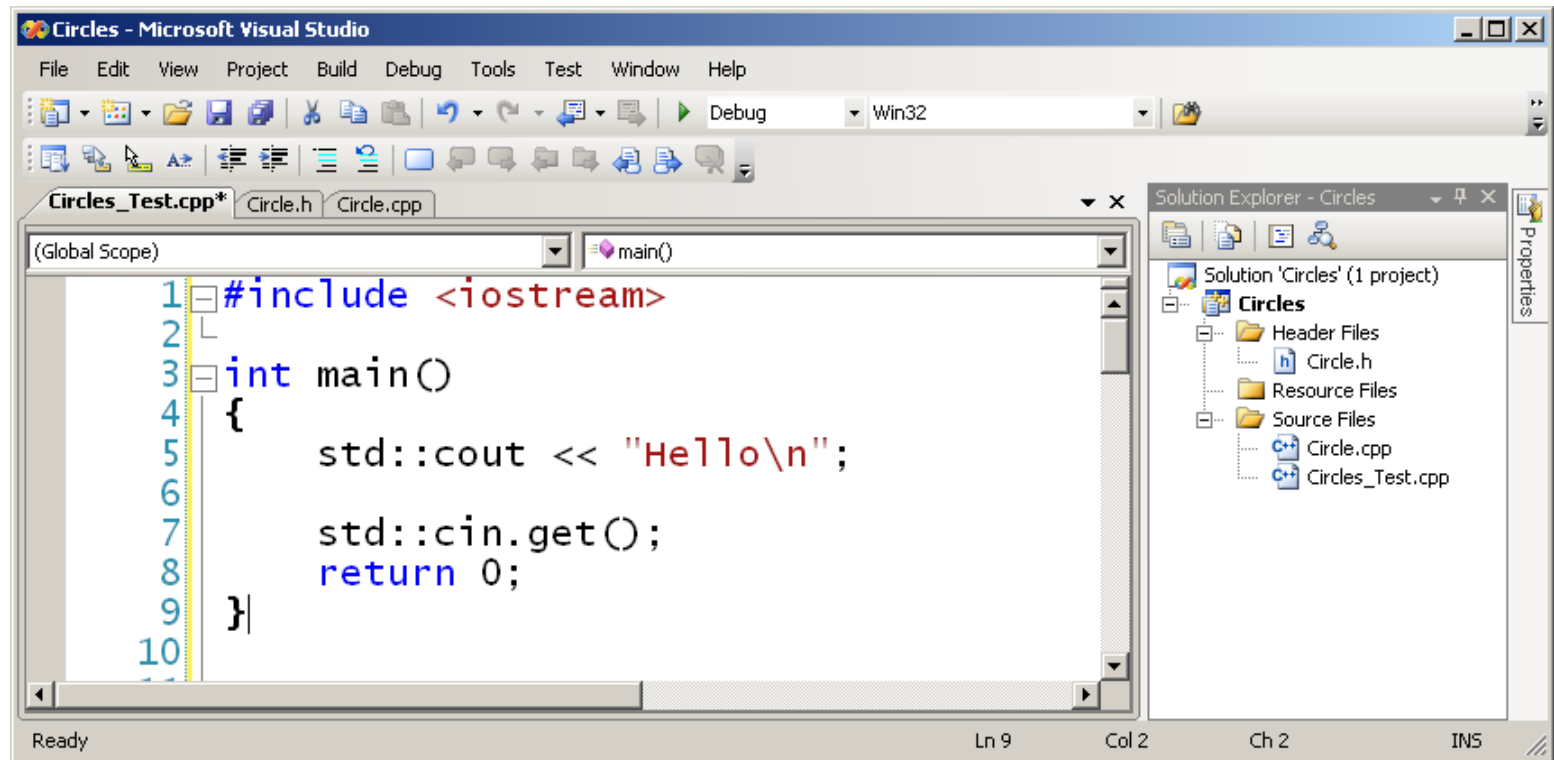 Circles - Microsoft Visual Studio
File Edit View Project Build Debug Tools Test Window Help
Debug Win32
Circles_Test.cpp* Circle.h Circle.cpp
(Global Scope) main()
1 #include <iostream>
2
3 int main()
4 {
5 std::cout << "Hello\n";
6
7 std::cin.get();
8 return 0;
9 }
10
Solution Explorer - Circles
Solution 'Circles' (1 project)
Circles
Header Files
Circle.h
Resource Files
Source Files
Circle.cpp
Circles_Test.cpp
Properties
Ready Ln 9 Col 2 Ch 2 INS